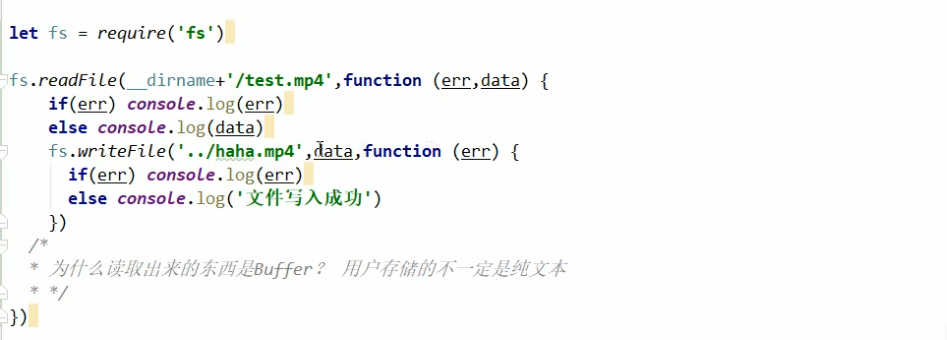 let fs = require('fs')
fs.readFile(__dirname+'/test.mp4',function (err,data) {
if(err) console.log(err)
else console.log(data)
fs.writeFile('../haha.mp4',data,function (err) {
if(err) console.log(err)
else console.log('文件写入成功')
})
/*
* 为什么读取出来的东西是Buffer？ 用户存储的不一定是纯文本
* */
})